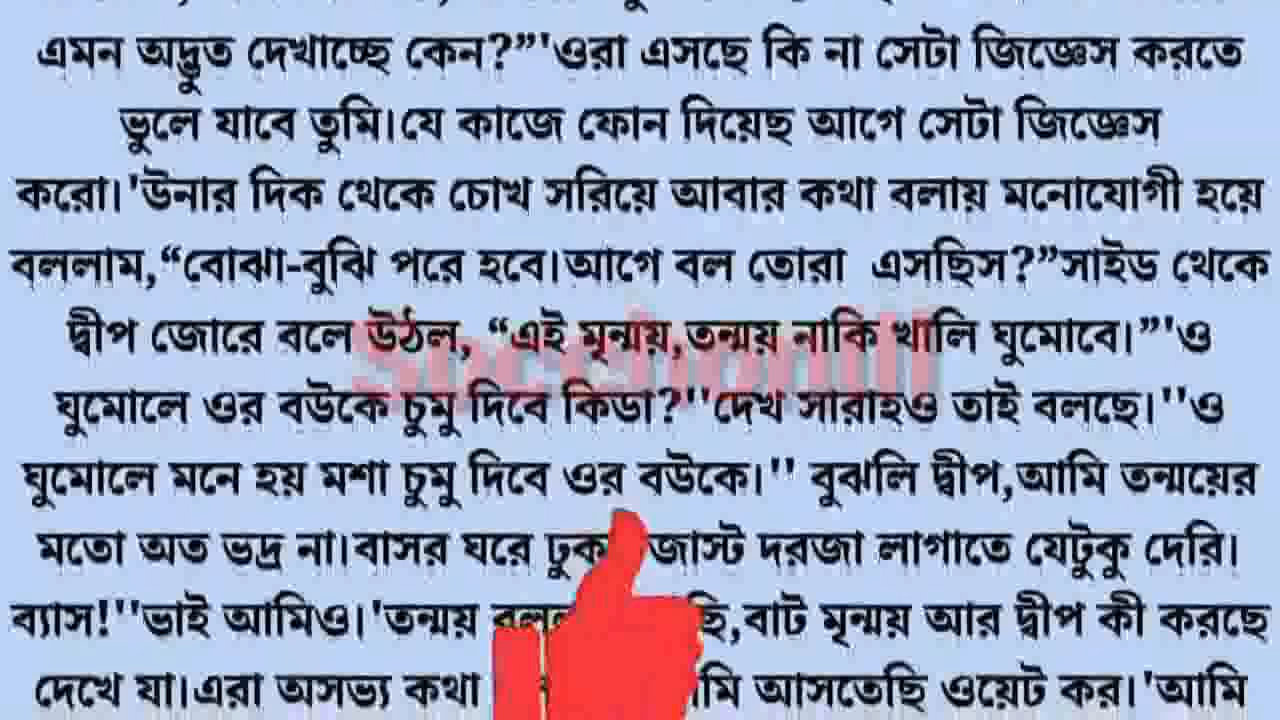 এমন অদ্ভুত দেখাচ্ছে কেন?”'ওরা এসছে কি না সেটা জিজ্ঞেস করতে
ভুলে যাবে তুমি।যে কাজে ফোন দিয়েছ আগে সেটা জিজ্ঞেস
করো।'উনার দিক থেকে চোখ সরিয়ে আবার কথা বলায় মনোযোগী হয়ে
বললাম,“বোঝা-বুঝি পরে হবে।আগে বল তোরা এসছিস?”সাইড থেকে
দ্বীপ জোরে বলে উঠল, “এই মৃন্ময়,তন্ময় নাকি খালি ঘুমোবে।”'ও
ঘুমোলে ওর বউকে চুমু দিবে কিডা?''দেখ সারাহও তাই বলছে।''ও
ঘুমোলে মনে হয় মশা চুমু দিবে ওর বউকে।'' বুঝলি দ্বীপ,আমি তন্ময়ের
মতো অত ভদ্র না।বাসর ঘরে জাস্ট দরজা লাগাতে যেটুকু দেরি।
ব্যাস!''ভাই আমিও।'তন্ময় বাট মৃন্ময় আর দ্বীপ কী করছে
দেখে যা।এরা অসভ্য কথা আসতেছি ওয়েট কর।'আমি